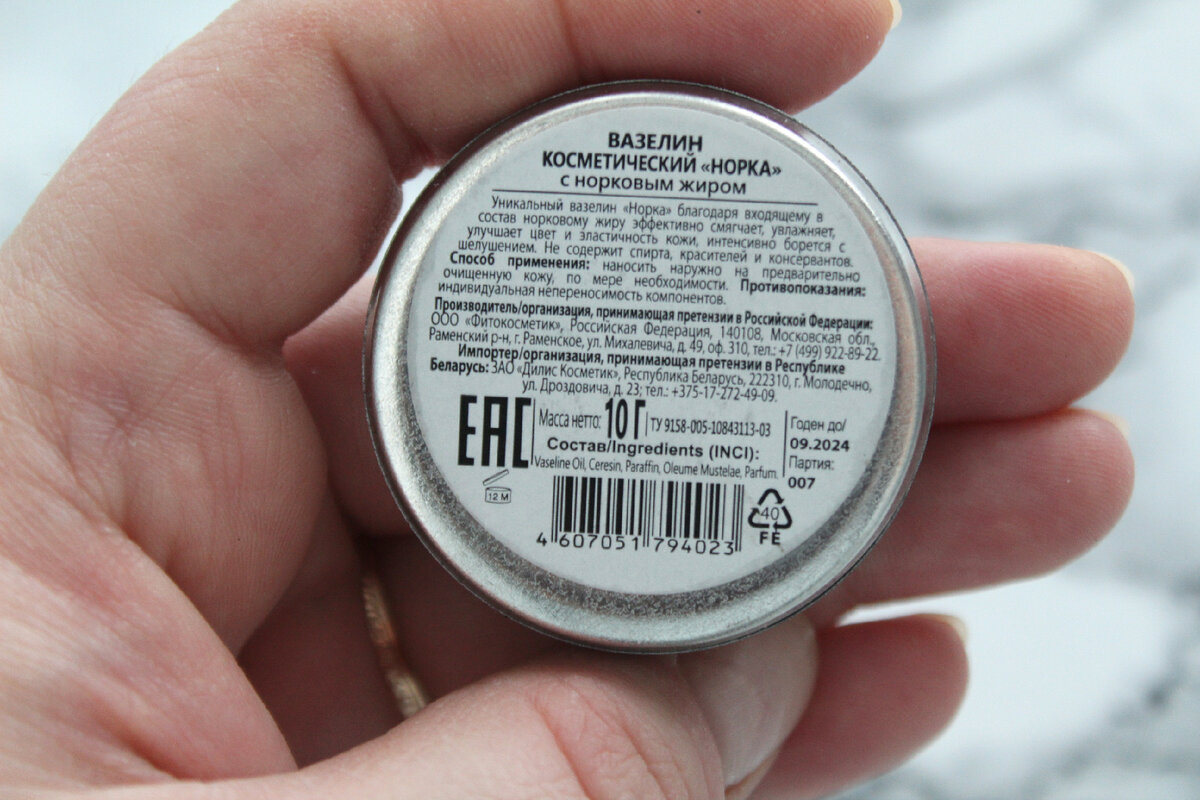 ВАЗЕЛИН
КОСМЕТИЧЕСКИЙ «НОРКА»
с норковым жиром
Уникальный вазелин «Норка» благодаря входящему в
состав норковому жиру эффективно смягчает, увлажняет,
улучшает цвет и эластичность кожи, интенсивно борется с
шелушением. Не содержит спирта, красителей и консервантов.
Способ применения: наносить наружно на предварительно
очищенную кожу, по мере необходимости. Противопоказания:
индивидуальная непереносимость компонентов.
Производитель/организация, принимающая претензии в Российской Федерации:
ООО «Фитокосметик», Российская Федерация, 140108, Московская обл.,
Раменский р-н, г. Раменское, ул. Михалевича, д. 49, оф. 310, тел.: +7 (499) 922-89-22.
Импортер/организация, принимающая претензии в Республике
Беларусь: ЗАО «Дилис Косметик», Республика Беларусь, 222310, г. Молодечно,
ул. Дроздовича, д. 23; тел.: +375-17-272-49-09.
EAC
Масса нетто: 10 Г
ТУ 9158-005-10843113-03
Состав/Ingredients (INCI):
Vaseline Oil, Ceresin, Paraffin, Oleume Mustelae, Parfum.
Годен до/
09.2024
Партия:
007
12 M
4 607051 794023
40
FE